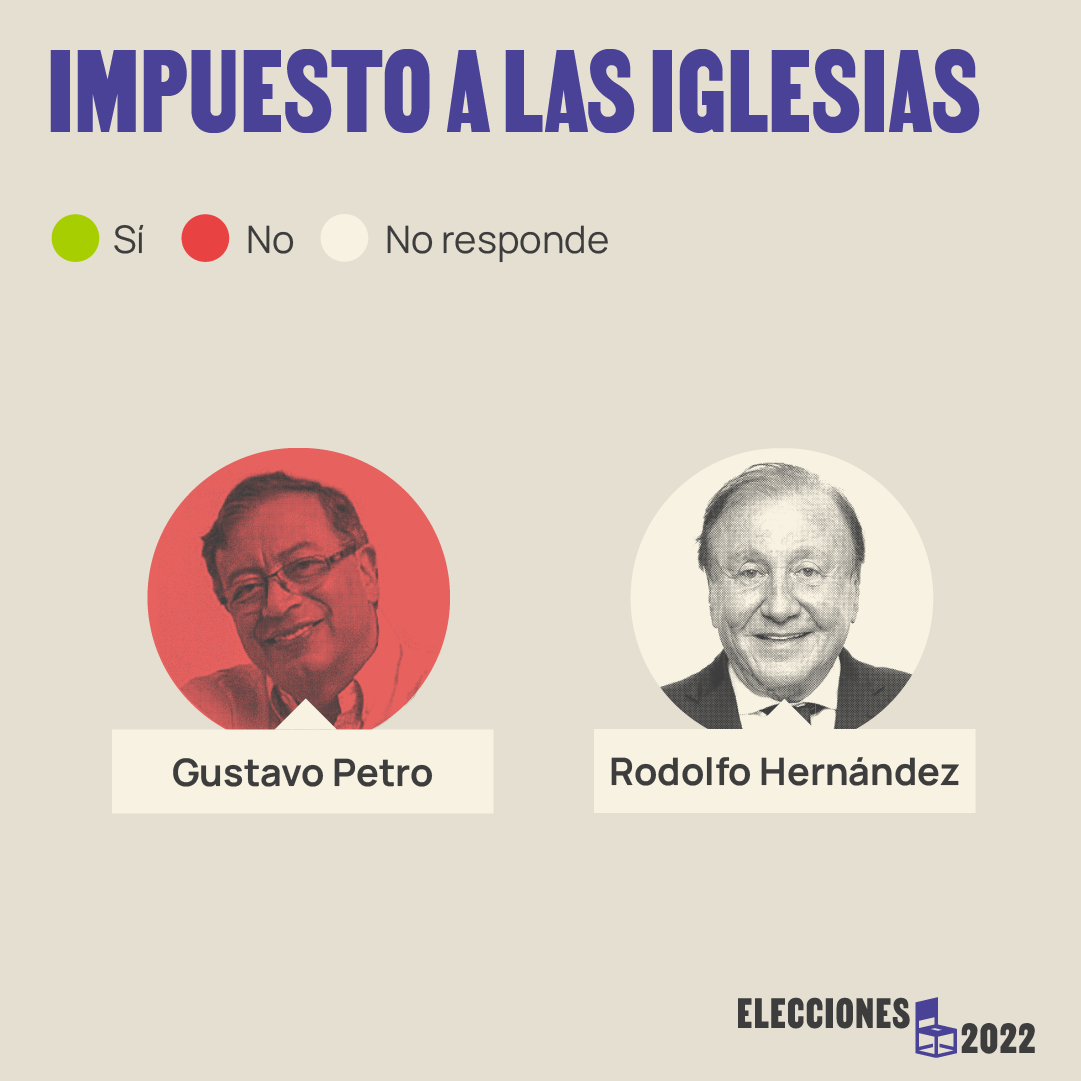 IMPUESTO A LAS IGLESIAS
Sí No No responde
Gustavo Petro
Rodolfo Hernández
ELECCIONES 2022